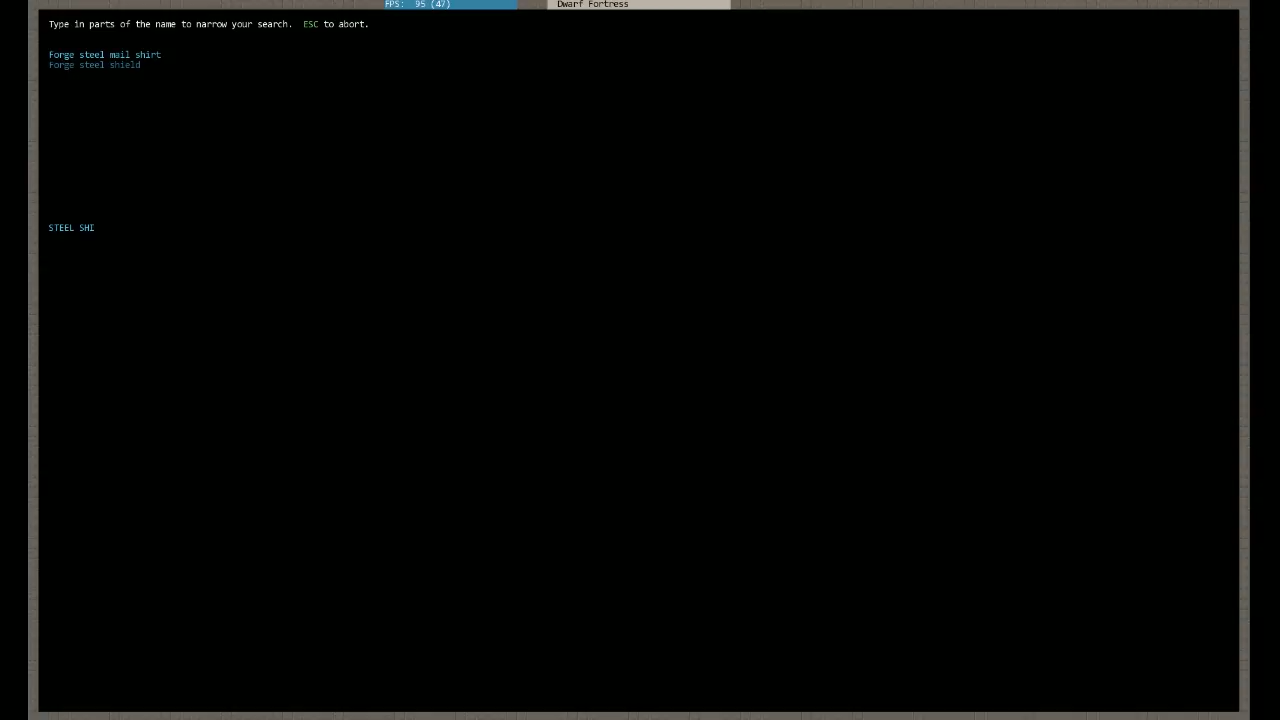 FPS: 95 (47)
Dwarf Fortress
Type in parts of the name to narrow your search. ESC to abort.
Forge steel mail shirt
Forge steel shield
STEEL SHI